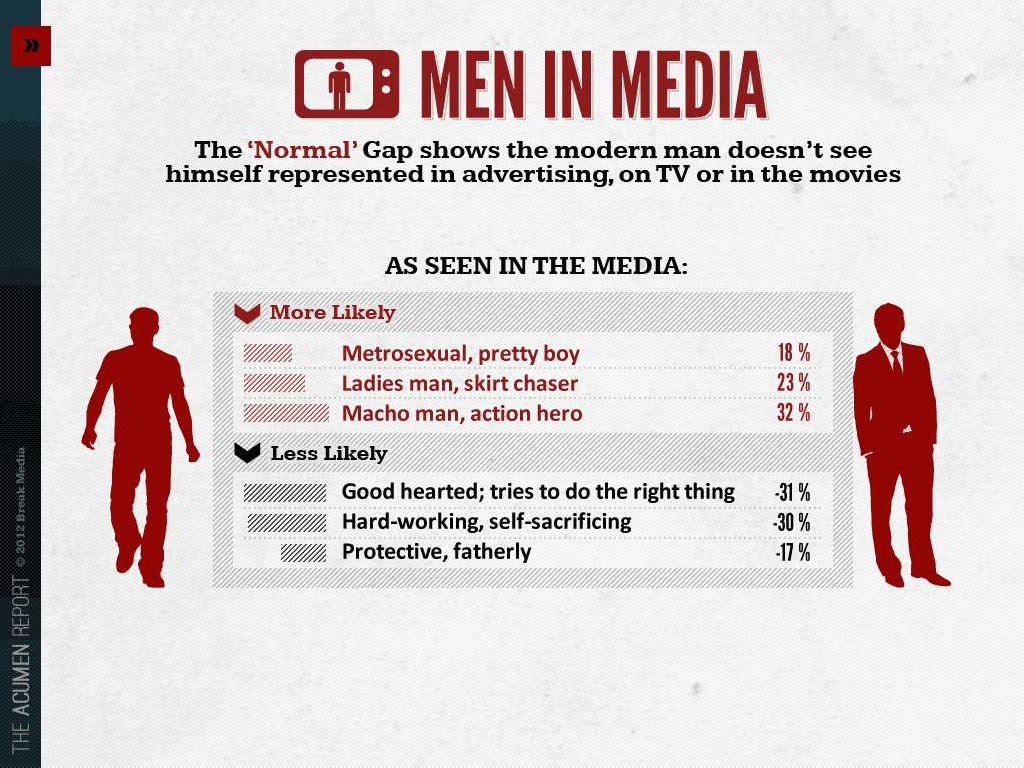 »
MEN IN MEDIA
The ‘Normal’ Gap shows the modern man doesn’t see
himself represented in advertising, on TV or in the movies
AS SEEN IN THE MEDIA:
More Likely
Metrosexual, pretty boy 18 %
Ladies man, skirt chaser 23 %
Macho man, action hero 32 %
Less Likely
Good hearted; tries to do the right thing -31 %
Hard-working, self-sacrificing -30 %
Protective, fatherly -17 %
THE ACUMEN REPORT © 2012 Break Media